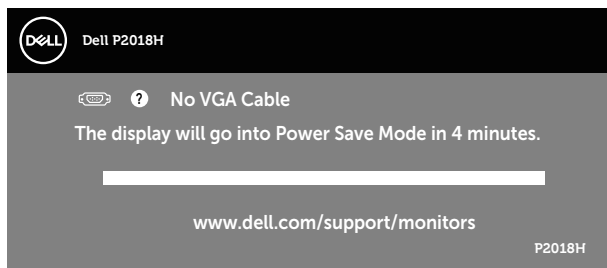 DELL
Dell P2018H
? No VGA Cable
The display will go into Power Save Mode in 4 minutes.
www.dell.com/support/monitors
P2018H